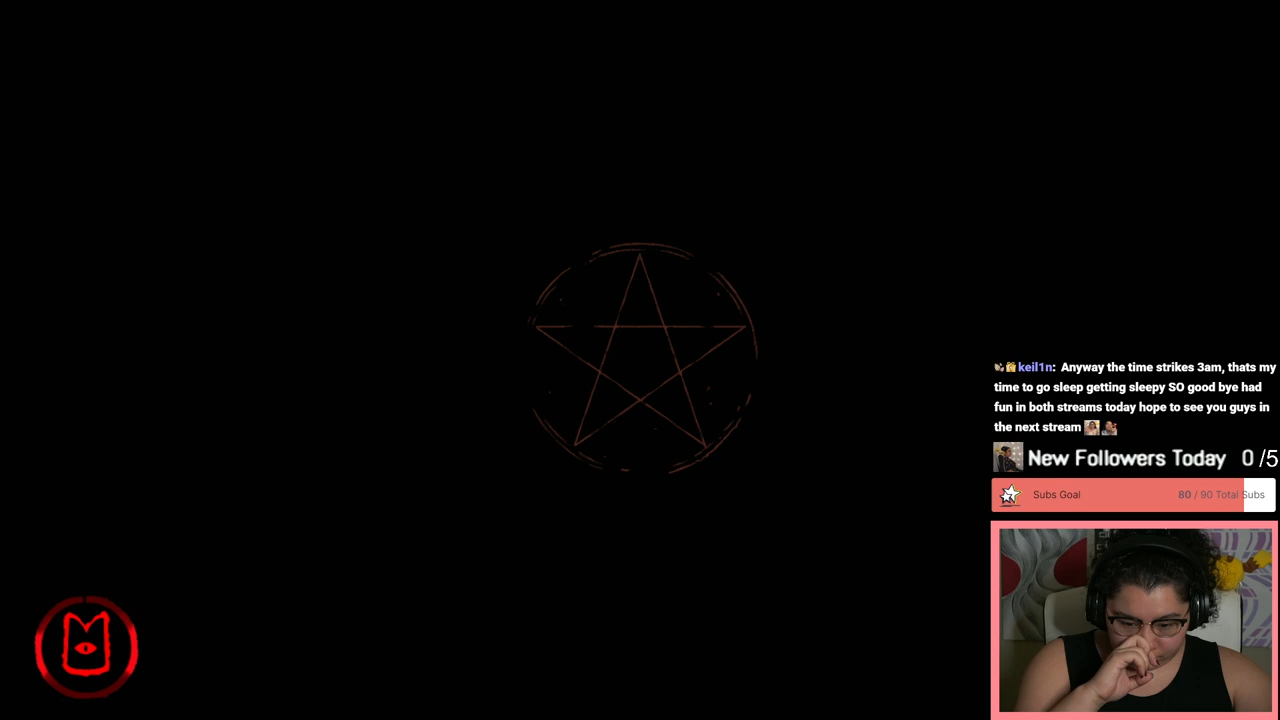 keil1n: Anyway the time strikes 3am, thats my
time to go sleep getting sleepy SO good bye had
fun in both streams today hope to see you guys in
the next stream
New Followers Today 0 /5
Subs Goal 80 / 90 Total Subs